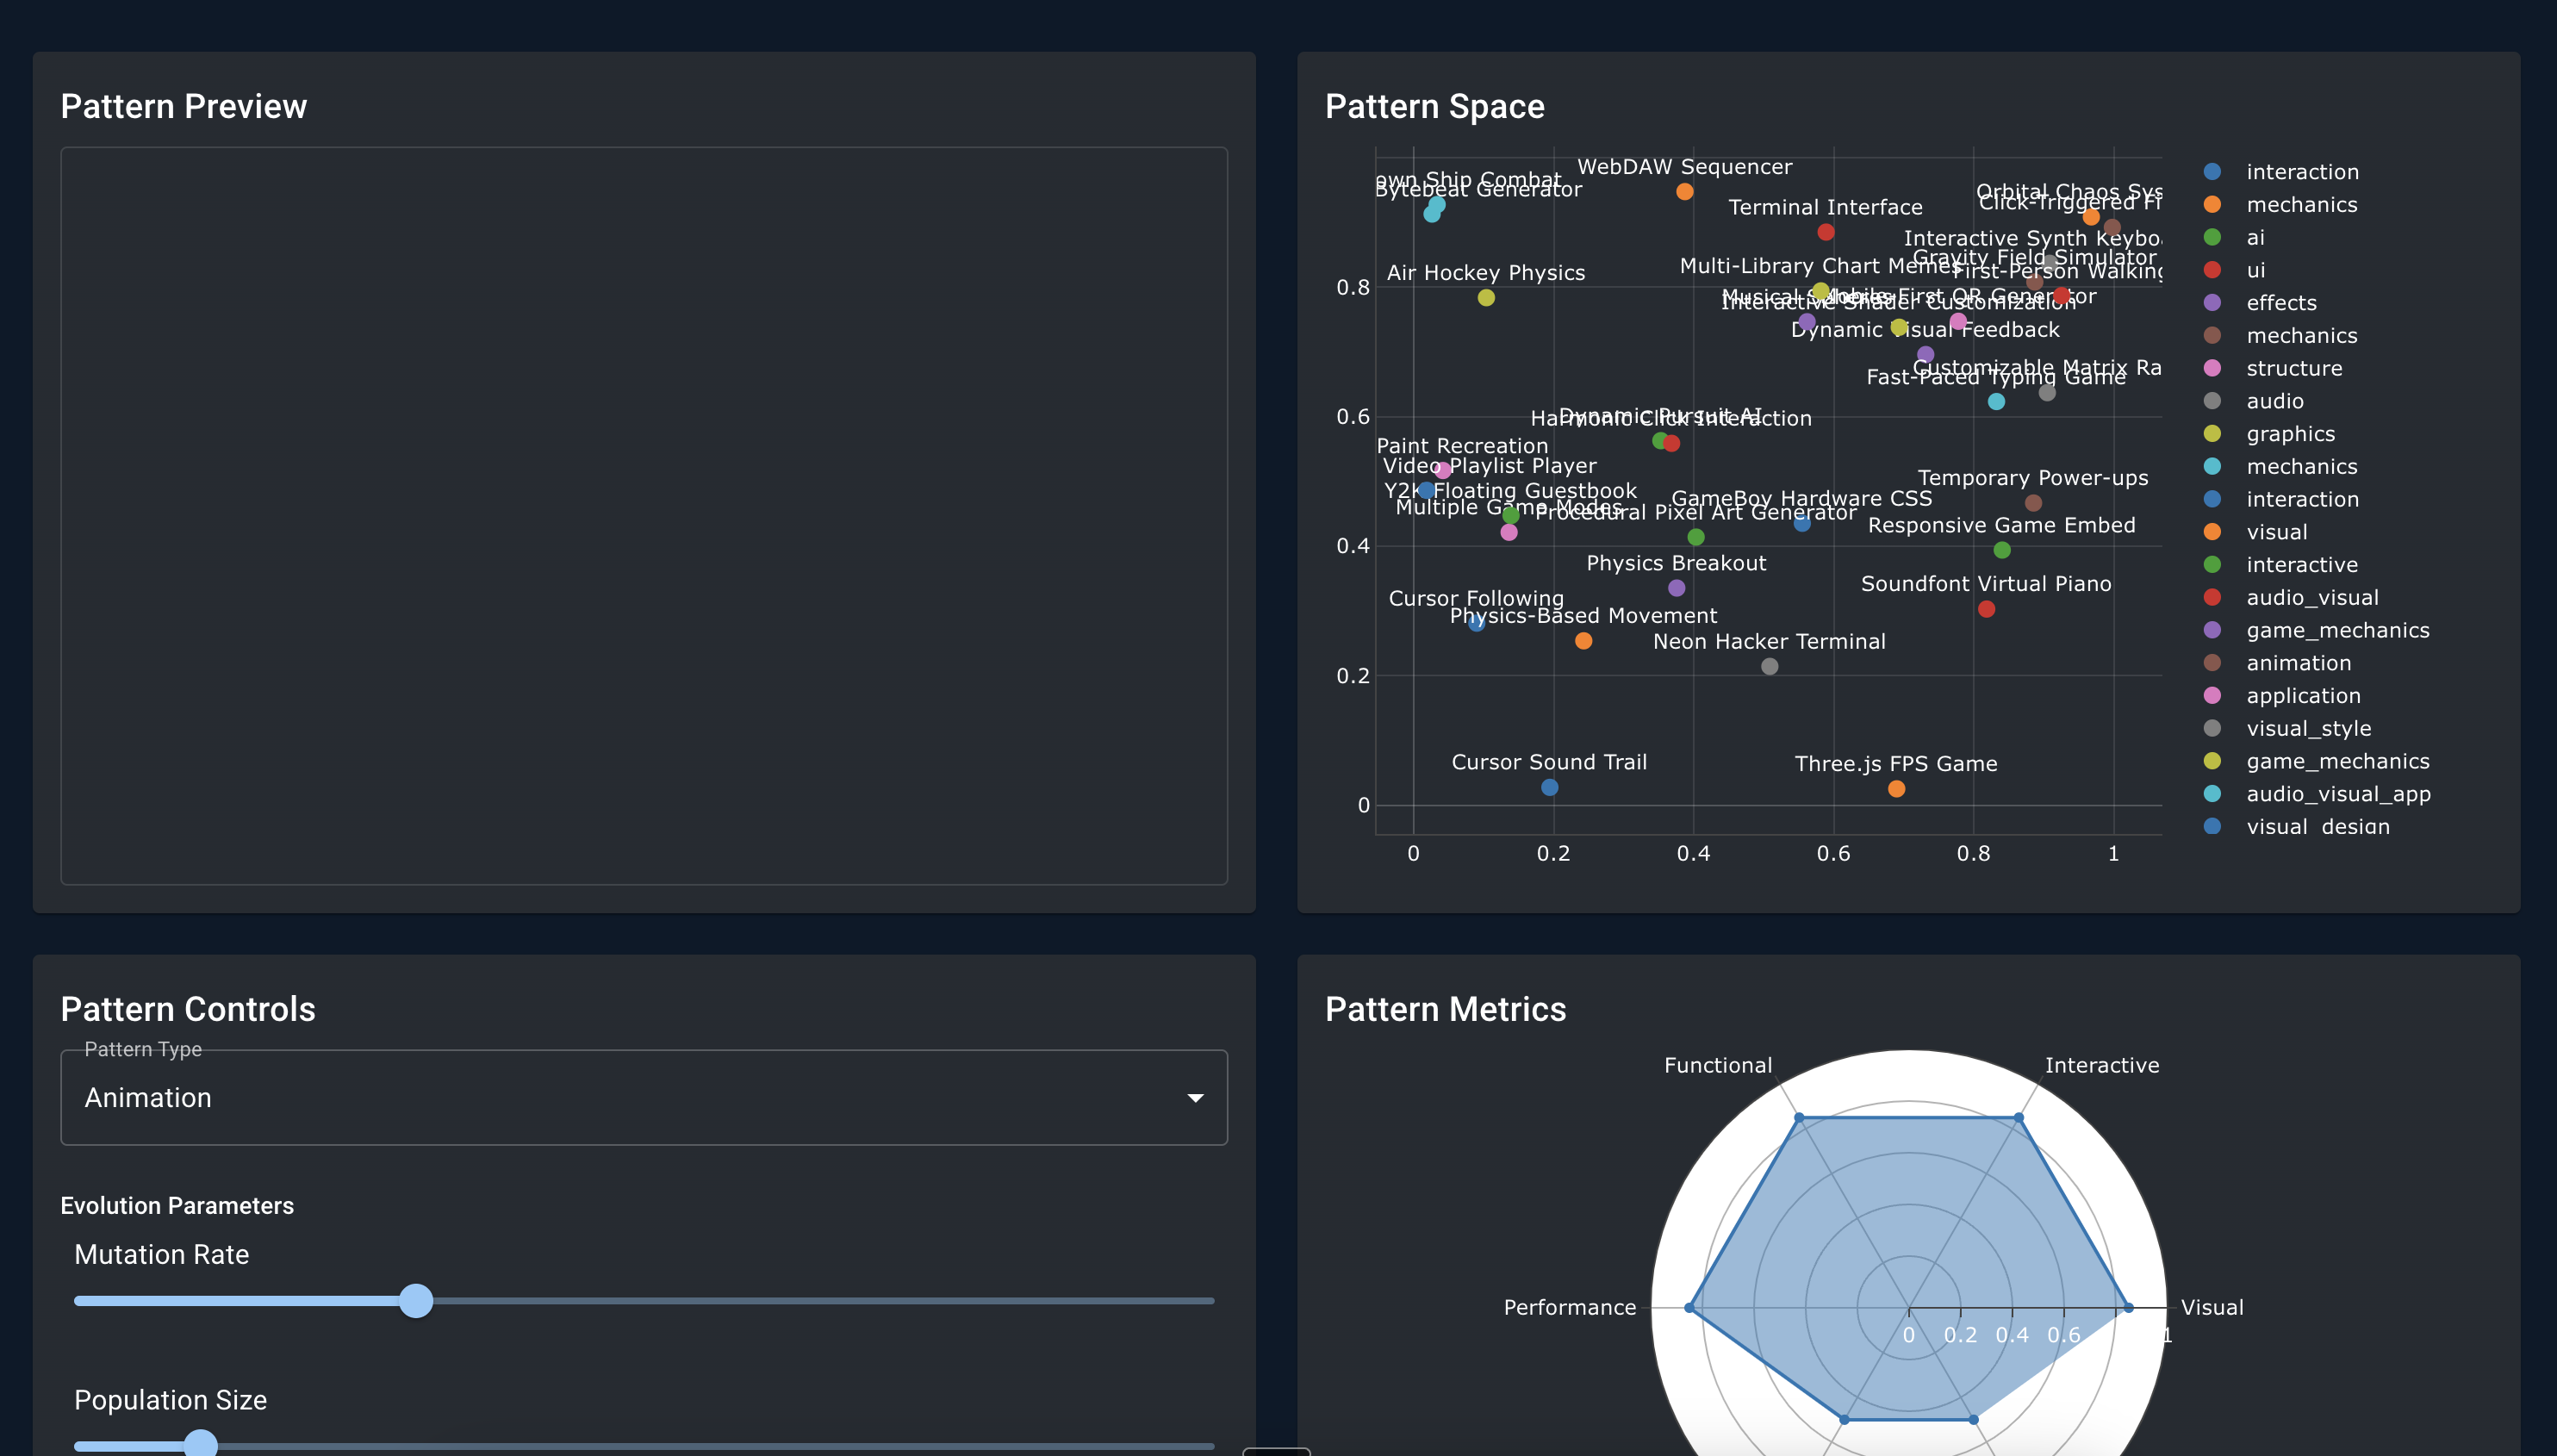 Pattern Preview
Pattern Space
WebDAW Sequencer
own Ship Combat
Bytebeat Generator
Orbital Chaos Sys
Click-Triggered Fi
Terminal Interface
Interactive Synth Keyboa
Gravity Field Simulator
Multi-Library Chart Memes
First-Person Walking
Air Hockey Physics
Musical
Mobile-First QR Generator
Interactive Shader Customization
Dynamic Visual Feedback
Customizable Matrix Ra
Fast-Paced Typing Game
Dynamic Pursuit AI
Harmonic Click Interaction
Paint Recreation
Video Playlist Player
Temporary Power-ups
Y2K Floating Guestbook
GameBoy Hardware CSS
Multiple Game Modes
Procedural Pixel Art Generator
Responsive Game Embed
Physics Breakout
Soundfont Virtual Piano
Cursor Following
Physics-Based Movement
Neon Hacker Terminal
Cursor Sound Trail
Three.js FPS Game
0.8
0.6
0.4
0.2
0
0 0.2 0.4 0.6 0.8 1
interaction
mechanics
ai
ui
effects
mechanics
structure
audio
graphics
mechanics
interaction
visual
interactive
audio_visual
game_mechanics
animation
application
visual_style
game_mechanics
audio_visual_app
visual_design
Pattern Controls
Pattern Type
Animation
Evolution Parameters
Mutation Rate
Population Size
Pattern Metrics
Functional
Interactive
Performance
Visual
0 0.2 0.4 0.6 1